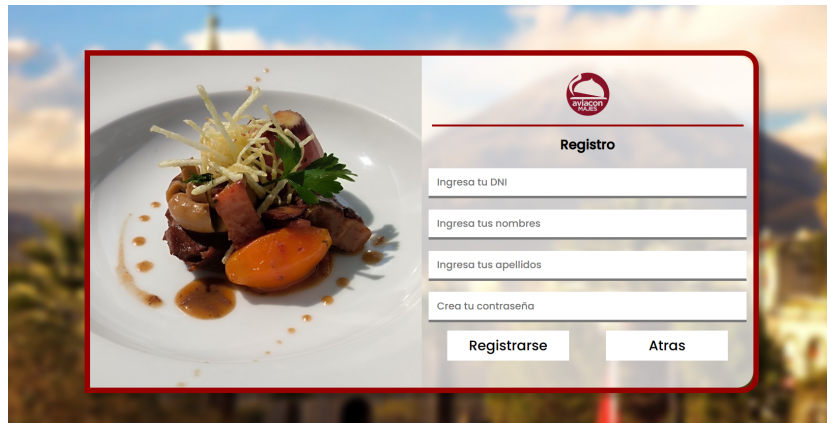 aviacon
MAJES
Registro
Ingresa tu DNI
Ingresa tus nombres
Ingresa tus apellidos
Crea tu contraseña
Registrarse
Atras